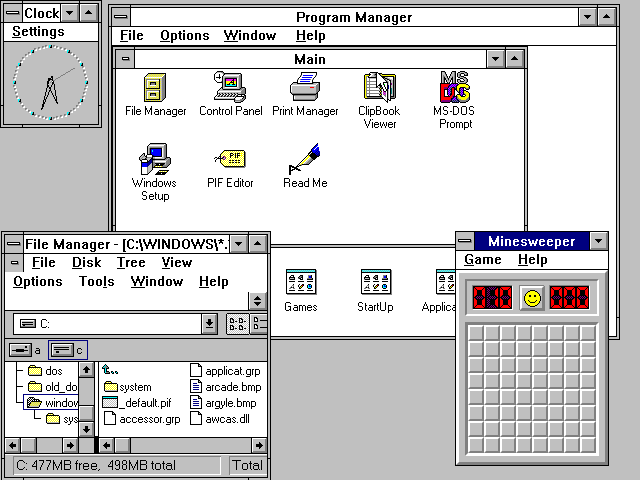 Clock
Settings
Program Manager
File Options Window Help
Main
File Manager
Control Panel
Print Manager
ClipBook
Viewer
MS-DOS
Prompt
Windows
Setup
PIF Editor
Read Me
Games
StartUp
Applica
File Manager - [C:\WINDOWS\*.
File Disk Tree View
Options Tools Window Help
C:
a c
dos
old_do
window
sys
system
_default.pif
accessor.grp
applicat.grp
arcade.bmp
argyle.bmp
awcas.dll
C: 477MB free, 498MB total
Total
Minesweeper
Game Help